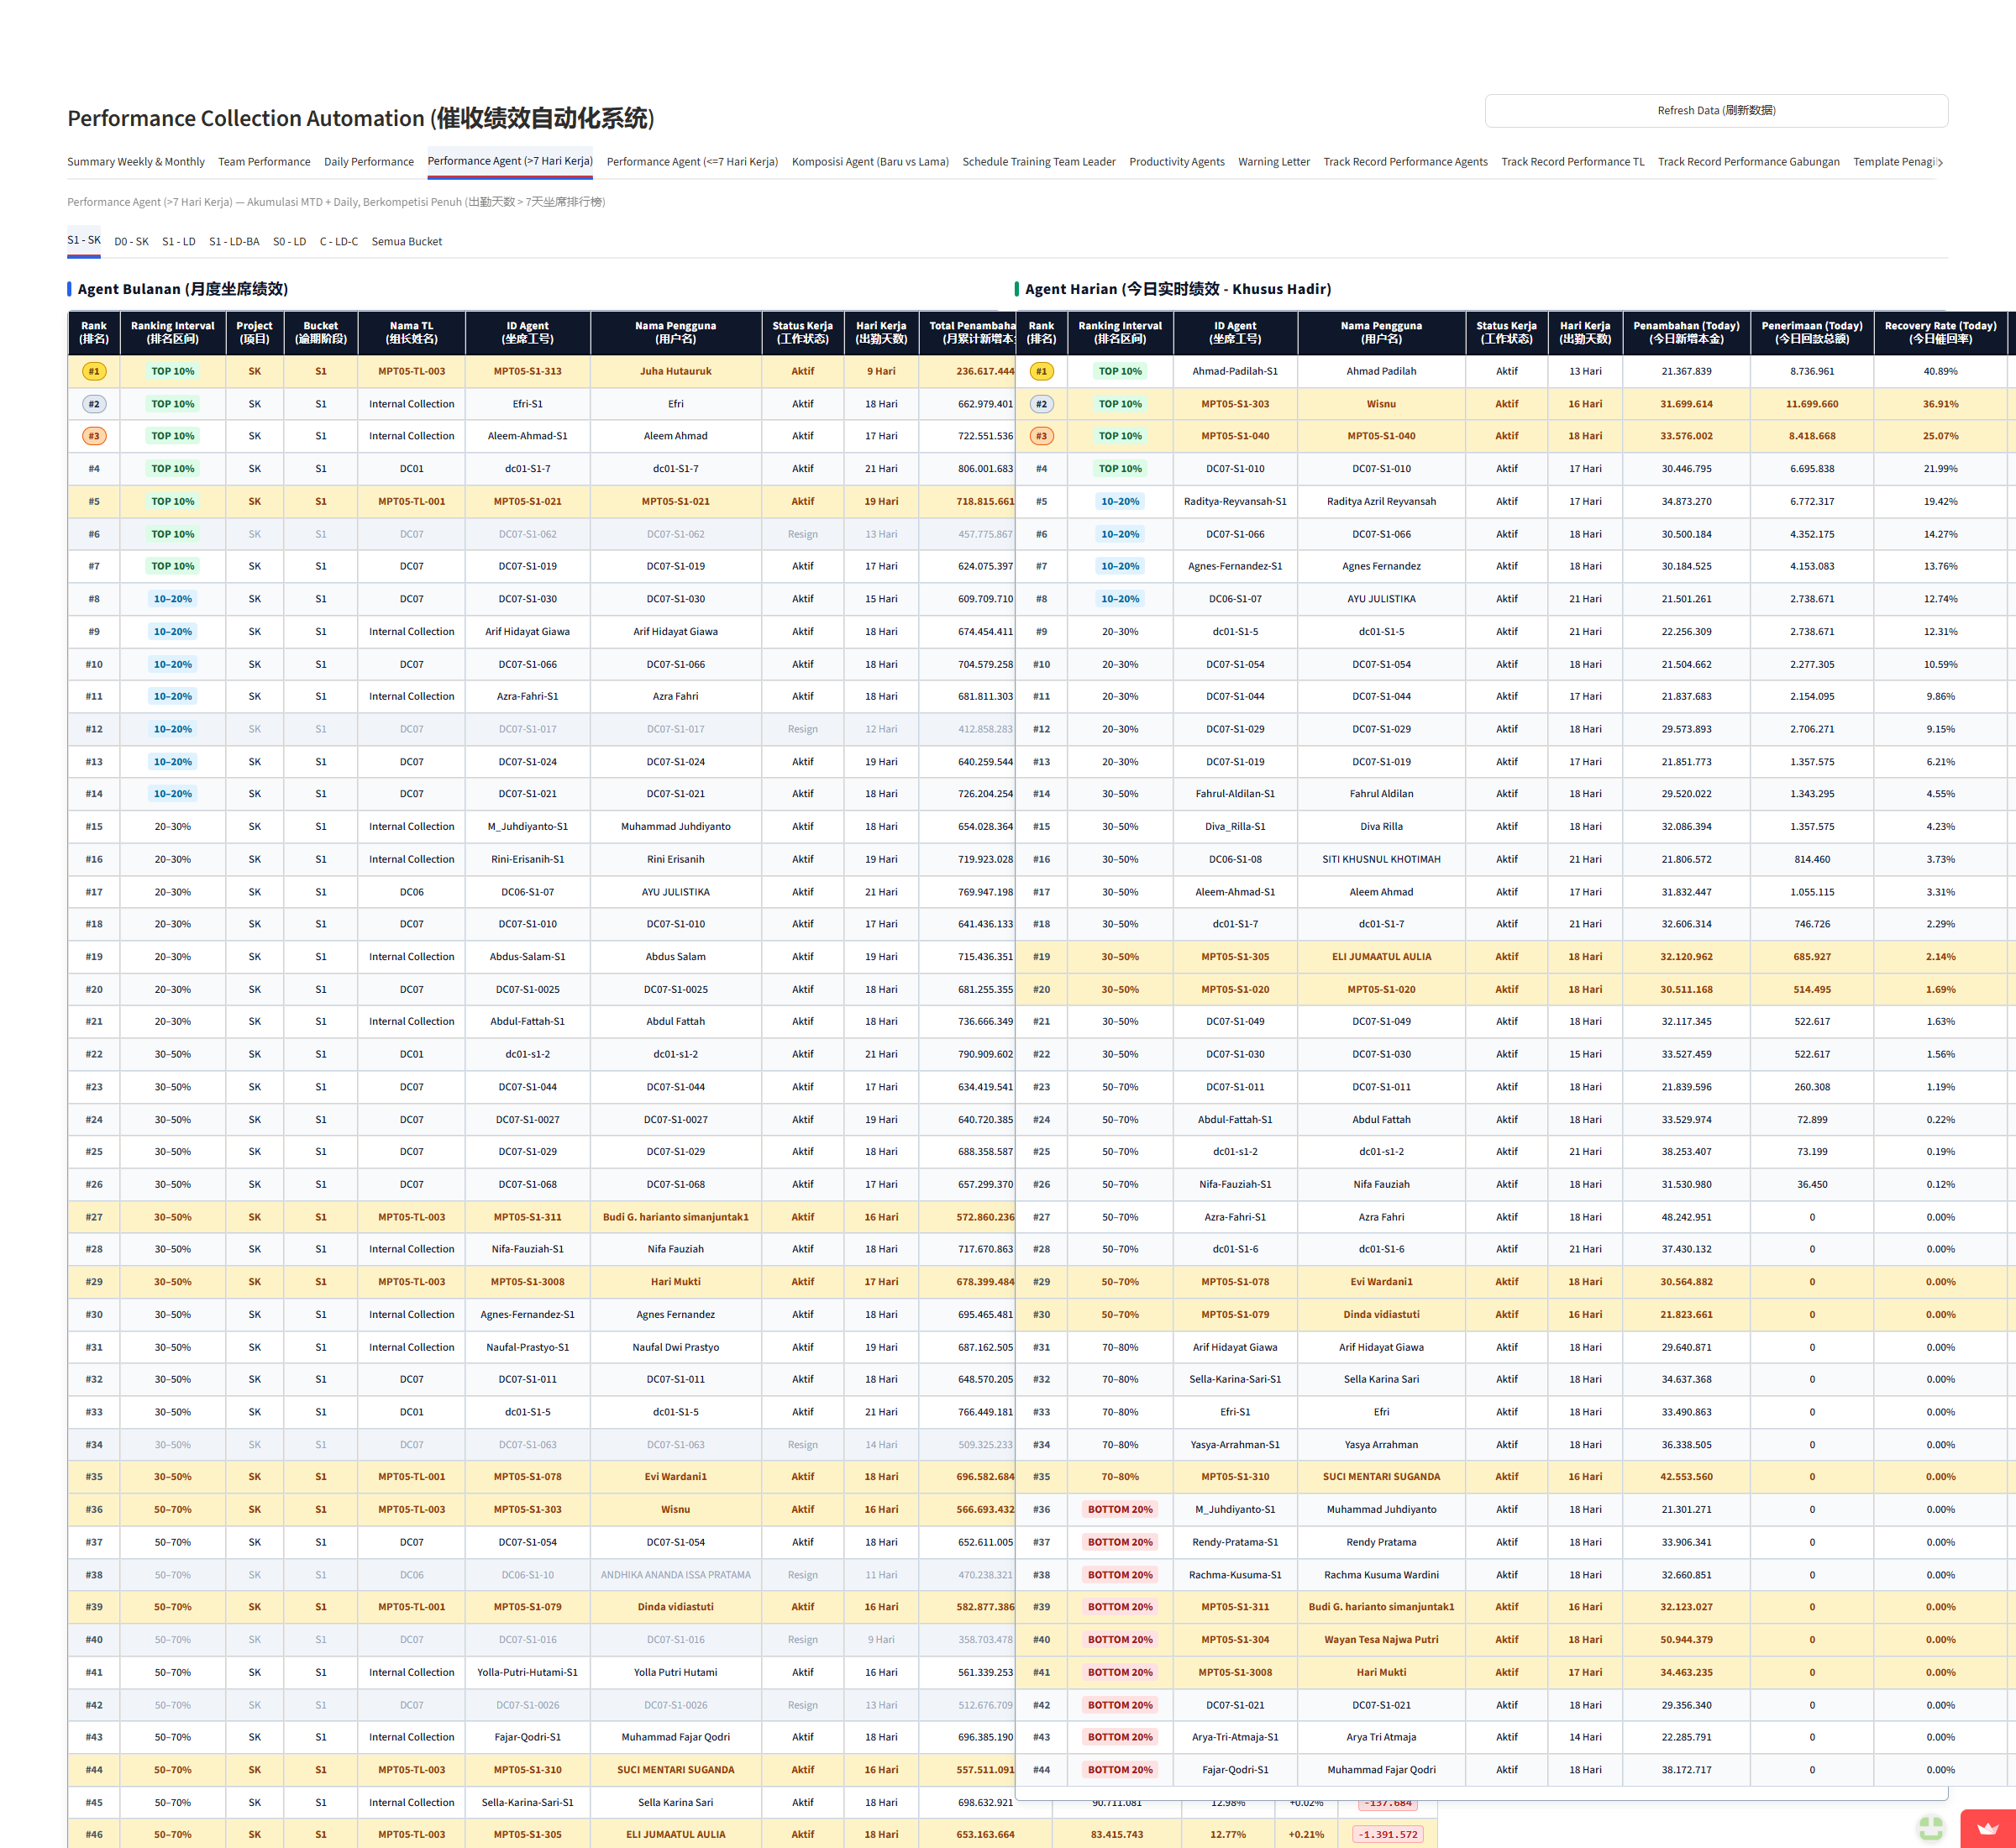 Performance Collection Automation (催收绩效自动化系统)
Refresh Data (刷新数据)
Summary Weekly & Monthly Team Performance Daily Performance Performance Agent (>7 Hari Kerja) Performance Agent (<=7 Hari Kerja) Komposisi Agent (Baru vs Lama) Schedule Training Team Leader Productivity Agents Warning Letter Track Record Performance Agents Track Record Performance TL Track Record Performance Gabungan Template Penagi
Performance Agent (>7 Hari Kerja) — Akumulasi MTD + Daily, Berkompetisi Penuh (出勤天数 > 7天坐席排行榜)
S1 - SK D0 - SK S1 - LD S1 - LD-BA S0 - LD C - LD-C Semua Bucket
Agent Bulanan (月度坐席绩效)
Rank Ranking Interval Project Bucket Nama TL ID Agent Nama Pengguna Status Kerja Hari Kerja Total Penambaha
(排名) (排名区间) (项目) (逾期阶段) (组长姓名) (坐席工号) (用户名) (工作状态) (出勤天数) (月累计新增本
#1 TOP 10% SK S1 MPT05-TL-003 MPT05-S1-313 Juha Hutauruk Aktif 9 Hari 236.617.444
#2 TOP 10% SK S1 Internal Collection Efri-S1 Efri Aktif 18 Hari 662.979.401
#3 TOP 10% SK S1 Internal Collection Aleem-Ahmad-S1 Aleem Ahmad Aktif 17 Hari 722.551.536
#4 TOP 10% SK S1 DC01 dc01-S1-7 dc01-S1-7 Aktif 21 Hari 806.001.683
#5 TOP 10% SK S1 MPT05-TL-001 MPT05-S1-021 MPT05-S1-021 Aktif 19 Hari 718.815.661
#6 TOP 10% SK S1 DC07 DC07-S1-062 DC07-S1-062 Resign 13 Hari 457.775.867
#7 TOP 10% SK S1 DC07 DC07-S1-019 DC07-S1-019 Aktif 17 Hari 624.075.397
#8 10–20% SK S1 DC07 DC07-S1-030 DC07-S1-030 Aktif 15 Hari 609.709.710
#9 10–20% SK S1 Internal Collection Arif Hidayat Giawa Arif Hidayat Giawa Aktif 18 Hari 674.454.411
#10 10–20% SK S1 DC07 DC07-S1-066 DC07-S1-066 Aktif 18 Hari 704.579.258
#11 10–20% SK S1 Internal Collection Azra-Fahri-S1 Azra Fahri Aktif 18 Hari 681.811.303
#12 10–20% SK S1 DC07 DC07-S1-017 DC07-S1-017 Resign 12 Hari 412.858.283
#13 10–20% SK S1 DC07 DC07-S1-024 DC07-S1-024 Aktif 19 Hari 640.259.544
#14 10–20% SK S1 DC07 DC07-S1-021 DC07-S1-021 Aktif 18 Hari 726.204.254
#15 20–30% SK S1 Internal Collection M_Juhdiyanto-S1 Muhammad Juhdiyanto Aktif 18 Hari 654.028.364
#16 20–30% SK S1 Internal Collection Rini-Erisanih-S1 Rini Erisanih Aktif 19 Hari 719.923.028
#17 20–30% SK S1 DC06 DC06-S1-07 AYU JULISTIKA Aktif 21 Hari 769.947.198
#18 20–30% SK S1 DC07 DC07-S1-010 DC07-S1-010 Aktif 17 Hari 641.436.133
#19 20–30% SK S1 Internal Collection Abdus-Salam-S1 Abdus Salam Aktif 19 Hari 715.436.351
#20 20–30% SK S1 DC07 DC07-S1-0025 DC07-S1-0025 Aktif 18 Hari 681.255.355
#21 20–30% SK S1 Internal Collection Abdul-Fattah-S1 Abdul Fattah Aktif 18 Hari 736.666.349
#22 30–50% SK S1 DC01 dc01-s1-2 dc01-s1-2 Aktif 21 Hari 790.909.602
#23 30–50% SK S1 DC07 DC07-S1-044 DC07-S1-044 Aktif 17 Hari 634.419.541
#24 30–50% SK S1 DC07 DC07-S1-0027 DC07-S1-0027 Aktif 19 Hari 640.720.385
#25 30–50% SK S1 DC07 DC07-S1-029 DC07-S1-029 Aktif 18 Hari 688.358.587
#26 30–50% SK S1 DC07 DC07-S1-068 DC07-S1-068 Aktif 17 Hari 657.299.370
#27 30–50% SK S1 MPT05-TL-003 MPT05-S1-311 Budi G. harianto simanjuntak1 Aktif 16 Hari 572.860.236
#28 30–50% SK S1 Internal Collection Nifa-Fauziah-S1 Nifa Fauziah Aktif 18 Hari 717.670.863
#29 30–50% SK S1 MPT05-TL-003 MPT05-S1-3008 Hari Mukti Aktif 17 Hari 678.399.484
#30 30–50% SK S1 Internal Collection Agnes-Fernandez-S1 Agnes Fernandez Aktif 18 Hari 695.465.481
#31 30–50% SK S1 Internal Collection Naufal-Prastyo-S1 Naufal Dwi Prastyo Aktif 19 Hari 687.162.505
#32 30–50% SK S1 DC07 DC07-S1-011 DC07-S1-011 Aktif 18 Hari 648.570.205
#33 30–50% SK S1 DC01 dc01-S1-5 dc01-S1-5 Aktif 21 Hari 766.449.181
#34 30–50% SK S1 DC07 DC07-S1-063 DC07-S1-063 Resign 14 Hari 509.325.233
#35 30–50% SK S1 MPT05-TL-001 MPT05-S1-078 Evi Wardani1 Aktif 18 Hari 696.582.684
#36 50–70% SK S1 MPT05-TL-003 MPT05-S1-303 Wisnu Aktif 16 Hari 566.693.432
#37 50–70% SK S1 DC07 DC07-S1-054 DC07-S1-054 Aktif 18 Hari 652.611.005
#38 50–70% SK S1 DC06 DC06-S1-10 ANDHIKA ANANDA ISSA PRATAMA Resign 11 Hari 470.238.321
#39 50–70% SK S1 MPT05-TL-001 MPT05-S1-079 Dinda vidiastuti Aktif 16 Hari 582.877.386
#40 50–70% SK S1 DC07 DC07-S1-016 DC07-S1-016 Resign 9 Hari 358.703.478
#41 50–70% SK S1 Internal Collection Yolla-Putri-Hutami-S1 Yolla Putri Hutami Aktif 16 Hari 561.339.253
#42 50–70% SK S1 DC07 DC07-S1-0026 DC07-S1-0026 Resign 13 Hari 512.676.709
#43 50–70% SK S1 Internal Collection Fajar-Qodri-S1 Muhammad Fajar Qodri Aktif 18 Hari 696.385.190
#44 50–70% SK S1 MPT05-TL-003 MPT05-S1-310 SUCI MENTARI SUGANDA Aktif 16 Hari 557.511.091
#45 50–70% SK S1 Internal Collection Sella-Karina-Sari-S1 Sella Karina Sari Aktif 18 Hari 698.632.921 90.711.081 12.98% +0.02% -137.684
#46 50–70% SK S1 MPT05-TL-003 MPT05-S1-305 ELI JUMAATUL AULIA Aktif 18 Hari 653.163.664 83.415.743 12.77% +0.21% -1.391.572
Agent Harian (今日实时绩效 - Khusus Hadir)
Rank Ranking Interval ID Agent Nama Pengguna Status Kerja Hari Kerja Penambahan (Today) Penerimaan (Today) Recovery Rate (Today)
(排名) (排名区间) (坐席工号) (用户名) (工作状态) (出勤天数) (今日新增本金) (今日回款总额) (今日催回率)
#1 TOP 10% Ahmad-Padilah-S1 Ahmad Padilah Aktif 13 Hari 21.367.839 8.736.961 40.89%
#2 TOP 10% MPT05-S1-303 Wisnu Aktif 16 Hari 31.699.614 11.699.660 36.91%
#3 TOP 10% MPT05-S1-040 MPT05-S1-040 Aktif 18 Hari 33.576.002 8.418.668 25.07%
#4 TOP 10% DC07-S1-010 DC07-S1-010 Aktif 17 Hari 30.446.795 6.695.838 21.99%
#5 10–20% Raditya-Reyvansah-S1 Raditya Azril Reyvansah Aktif 17 Hari 34.873.270 6.772.317 19.42%
#6 10–20% DC07-S1-066 DC07-S1-066 Aktif 18 Hari 30.500.184 4.352.175 14.27%
#7 10–20% Agnes-Fernandez-S1 Agnes Fernandez Aktif 18 Hari 30.184.525 4.153.083 13.76%
#8 10–20% DC06-S1-07 AYU JULISTIKA Aktif 21 Hari 21.501.261 2.738.671 12.74%
#9 20–30% dc01-S1-5 dc01-S1-5 Aktif 21 Hari 22.256.309 2.738.671 12.31%
#10 20–30% DC07-S1-054 DC07-S1-054 Aktif 18 Hari 21.504.662 2.277.305 10.59%
#11 20–30% DC07-S1-044 DC07-S1-044 Aktif 17 Hari 21.837.683 2.154.095 9.86%
#12 20–30% DC07-S1-029 DC07-S1-029 Aktif 18 Hari 29.573.893 2.706.271 9.15%
#13 20–30% DC07-S1-019 DC07-S1-019 Aktif 17 Hari 21.851.773 1.357.575 6.21%
#14 30–50% Fahrul-Aldilan-S1 Fahrul Aldilan Aktif 18 Hari 29.520.022 1.343.295 4.55%
#15 30–50% Diva_Rilla-S1 Diva Rilla Aktif 18 Hari 32.086.394 1.357.575 4.23%
#16 30–50% DC06-S1-08 SITI KHUSNUL KHOTIMAH Aktif 21 Hari 21.806.572 814.460 3.73%
#17 30–50% Aleem-Ahmad-S1 Aleem Ahmad Aktif 17 Hari 31.832.447 1.055.115 3.31%
#18 30–50% dc01-S1-7 dc01-S1-7 Aktif 21 Hari 32.606.314 746.726 2.29%
#19 30–50% MPT05-S1-305 ELI JUMAATUL AULIA Aktif 18 Hari 32.120.962 685.927 2.14%
#20 30–50% MPT05-S1-020 MPT05-S1-020 Aktif 18 Hari 30.511.168 514.495 1.69%
#21 30–50% DC07-S1-049 DC07-S1-049 Aktif 18 Hari 32.117.345 522.617 1.63%
#22 30–50% DC07-S1-030 DC07-S1-030 Aktif 15 Hari 33.527.459 522.617 1.56%
#23 50–70% DC07-S1-011 DC07-S1-011 Aktif 18 Hari 21.839.596 260.308 1.19%
#24 50–70% Abdul-Fattah-S1 Abdul Fattah Aktif 18 Hari 33.529.974 72.899 0.22%
#25 50–70% dc01-s1-2 dc01-s1-2 Aktif 21 Hari 38.253.407 73.199 0.19%
#26 50–70% Nifa-Fauziah-S1 Nifa Fauziah Aktif 18 Hari 31.530.980 36.450 0.12%
#27 50–70% Azra-Fahri-S1 Azra Fahri Aktif 18 Hari 48.242.951 0 0.00%
#28 50–70% dc01-S1-6 dc01-S1-6 Aktif 21 Hari 37.430.132 0 0.00%
#29 50–70% MPT05-S1-078 Evi Wardani1 Aktif 18 Hari 30.564.882 0 0.00%
#30 50–70% MPT05-S1-079 Dinda vidiastuti Aktif 16 Hari 21.823.661 0 0.00%
#31 70–80% Arif Hidayat Giawa Arif Hidayat Giawa Aktif 18 Hari 29.640.871 0 0.00%
#32 70–80% Sella-Karina-Sari-S1 Sella Karina Sari Aktif 18 Hari 34.637.368 0 0.00%
#33 70–80% Efri-S1 Efri Aktif 18 Hari 33.490.863 0 0.00%
#34 70–80% Yasya-Arrahman-S1 Yasya Arrahman Aktif 18 Hari 36.338.505 0 0.00%
#35 70–80% MPT05-S1-310 SUCI MENTARI SUGANDA Aktif 16 Hari 42.553.560 0 0.00%
#36 BOTTOM 20% M_Juhdiyanto-S1 Muhammad Juhdiyanto Aktif 18 Hari 21.301.271 0 0.00%
#37 BOTTOM 20% Rendy-Pratama-S1 Rendy Pratama Aktif 18 Hari 33.906.341 0 0.00%
#38 BOTTOM 20% Rachma-Kusuma-S1 Rachma Kusuma Wardini Aktif 18 Hari 32.660.851 0 0.00%
#39 BOTTOM 20% MPT05-S1-311 Budi G. harianto simanjuntak1 Aktif 16 Hari 32.123.027 0 0.00%
#40 BOTTOM 20% MPT05-S1-304 Wayan Tesa Najwa Putri Aktif 18 Hari 50.944.379 0 0.00%
#41 BOTTOM 20% MPT05-S1-3008 Hari Mukti Aktif 17 Hari 34.463.235 0 0.00%
#42 BOTTOM 20% DC07-S1-021 DC07-S1-021 Aktif 18 Hari 29.356.340 0 0.00%
#43 BOTTOM 20% Arya-Tri-Atmaja-S1 Arya Tri Atmaja Aktif 14 Hari 22.285.791 0 0.00%
#44 BOTTOM 20% Fajar-Qodri-S1 Muhammad Fajar Qodri Aktif 18 Hari 38.172.717 0 0.00%